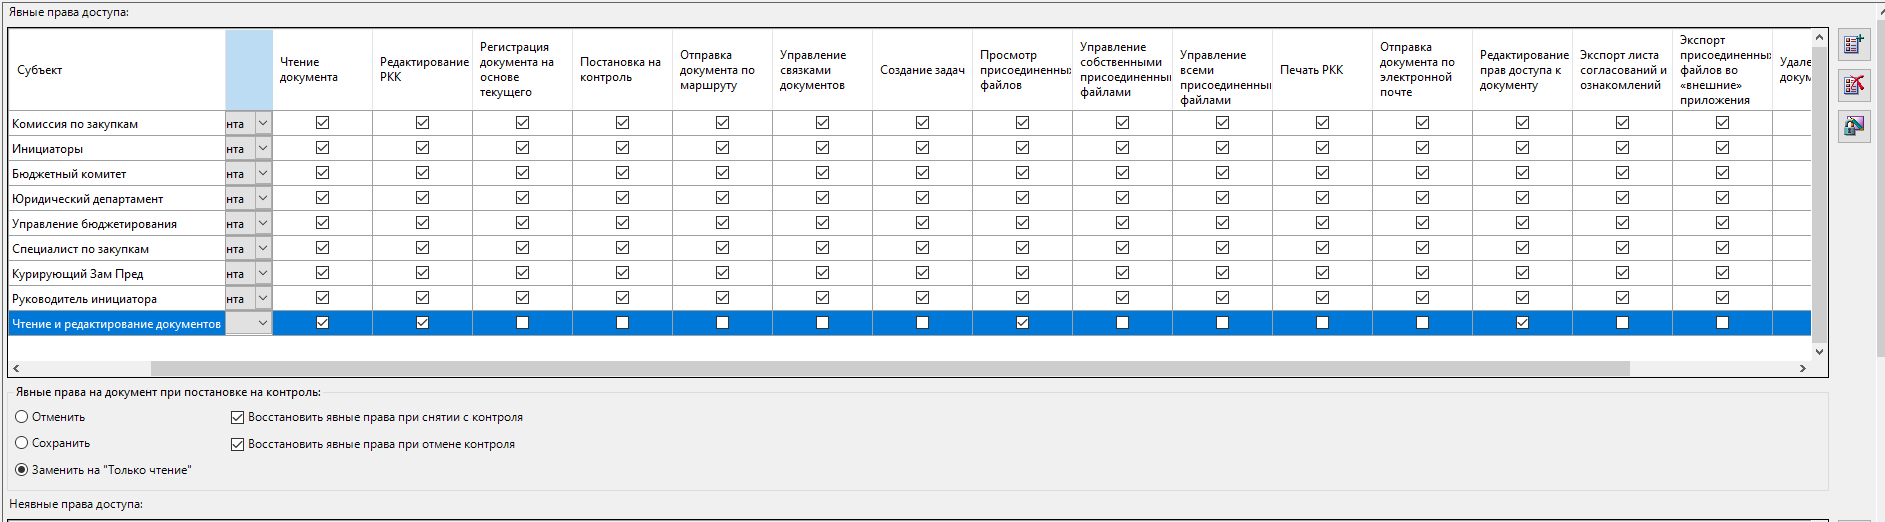 Явные права доступа:
Субъект
Чтение
документа
Редактирование
РКК
Регистрация
документа на
основе
текущего
Постановка на
контроль
Отправка
документа по
маршруту
Управление
связками
документов
Создание задач
Просмотр
присоединенных
файлов
Управление
собственными
присоединенным
файлами
Управление
всеми
присоединенным
файлами
Печать РКК
Отправка
документа по
электронной
почте
Редактирование
прав доступа к
документу
Экспорт листа
согласований и
ознакомлений
Экспорт
присоединенных
файлов во
«внешние»
приложения
Удале
докум
Комиссия по закупкам нта
Инициаторы нта
Бюджетный комитет нта
Юридический департамент нта
Управление бюджетирования нта
Специалист по закупкам нта
Курирующий Зам Пред нта
Руководитель инициатора нта
Чтение и редактирование документов
Явные права на документ при постановке на контроль:
Отменить
Восстановить явные права при снятии с контроля
Сохранить
Восстановить явные права при отмене контроля
Заменить на "Только чтение"
Неявные права доступа: